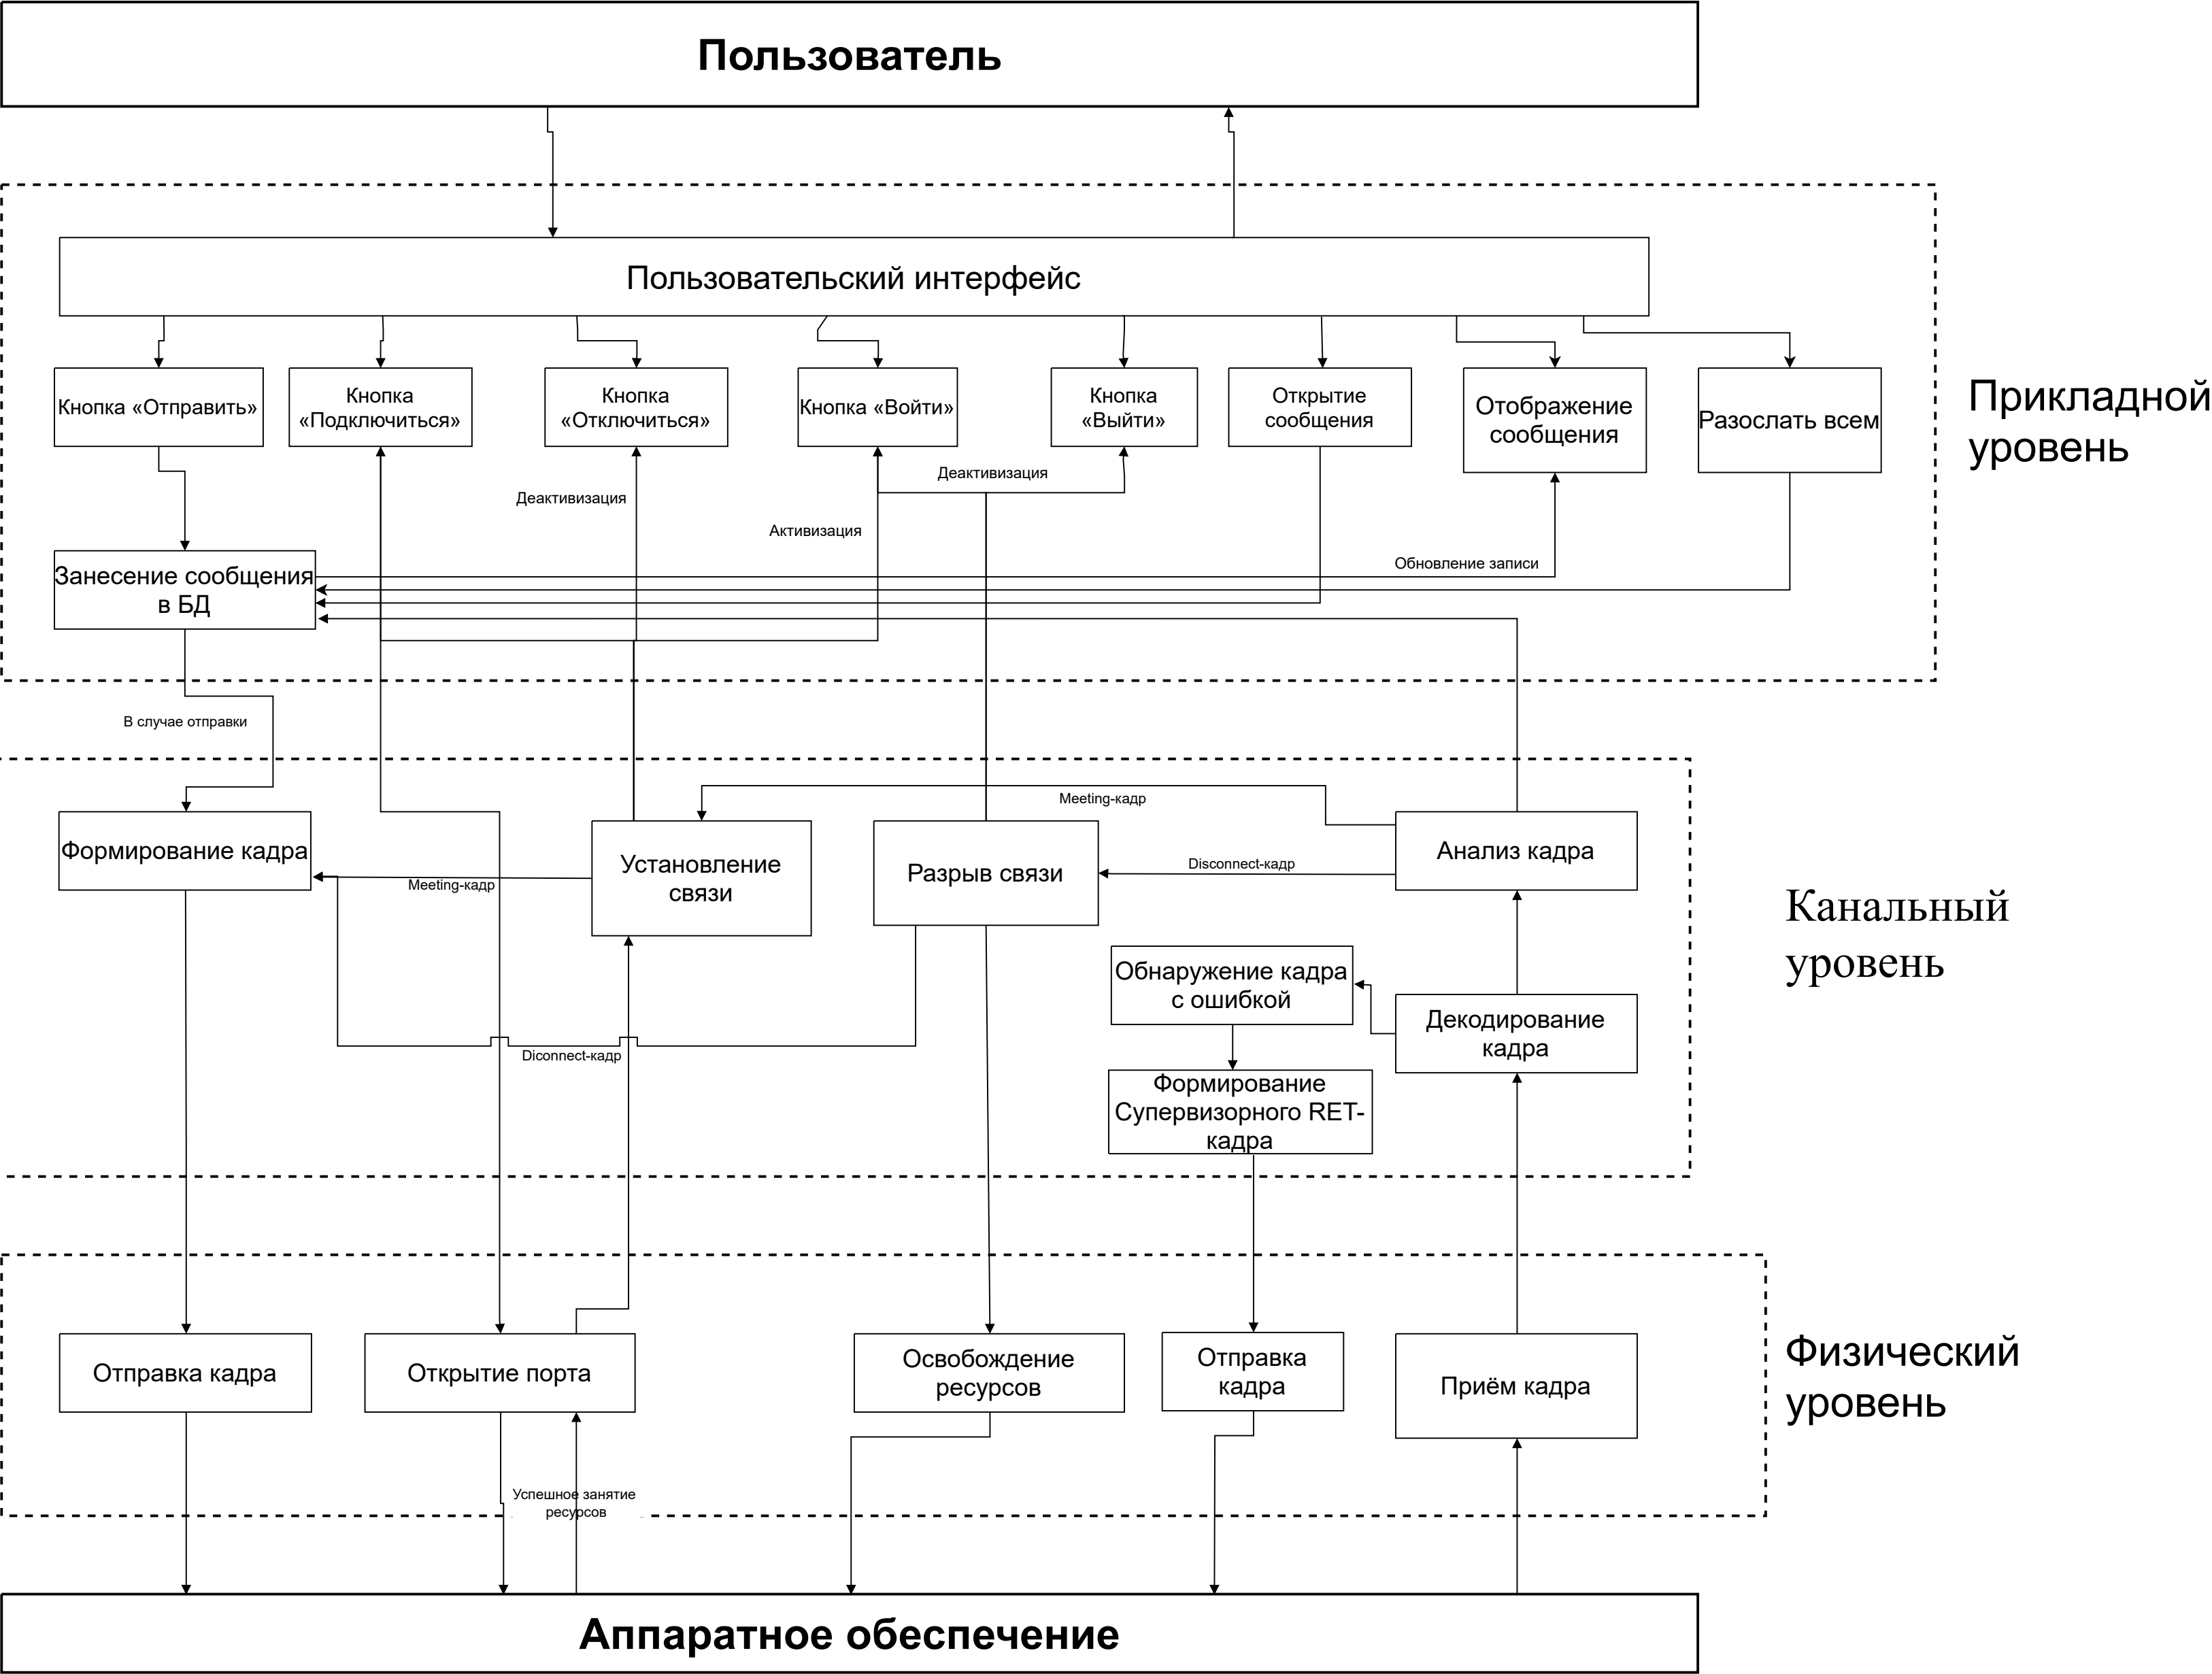 Пользователь
Пользовательский интерфейс
Кнопка «Отправить»
Кнопка
«Подключиться»
Кнопка
«Отключиться»
Кнопка «Войти»
Кнопка
«Выйти»
Открытие
сообщения
Отображение
сообщения
Разослать всем
Прикладной
уровень
Деактивизация
Деактивизация
Активизация
Обновление записи
Занесение сообщения
в БД
В случае отправки
Meeting-кадр
Формирование кадра
Meeting-кадр
Установление
связи
Разрыв связи
Disconnect-кадр
Анализ кадра
Канальный
уровень
Обнаружение кадра
с ошибкой
Декодирование
кадра
Diconnect-кадр
Формирование
Супервизорного RET-
кадра
Отправка кадра
Открытие порта
Освобождение
ресурсов
Отправка
кадра
Приём кадра
Физический
уровень
Успешное занятие
ресурсов
Аппаратное обеспечение